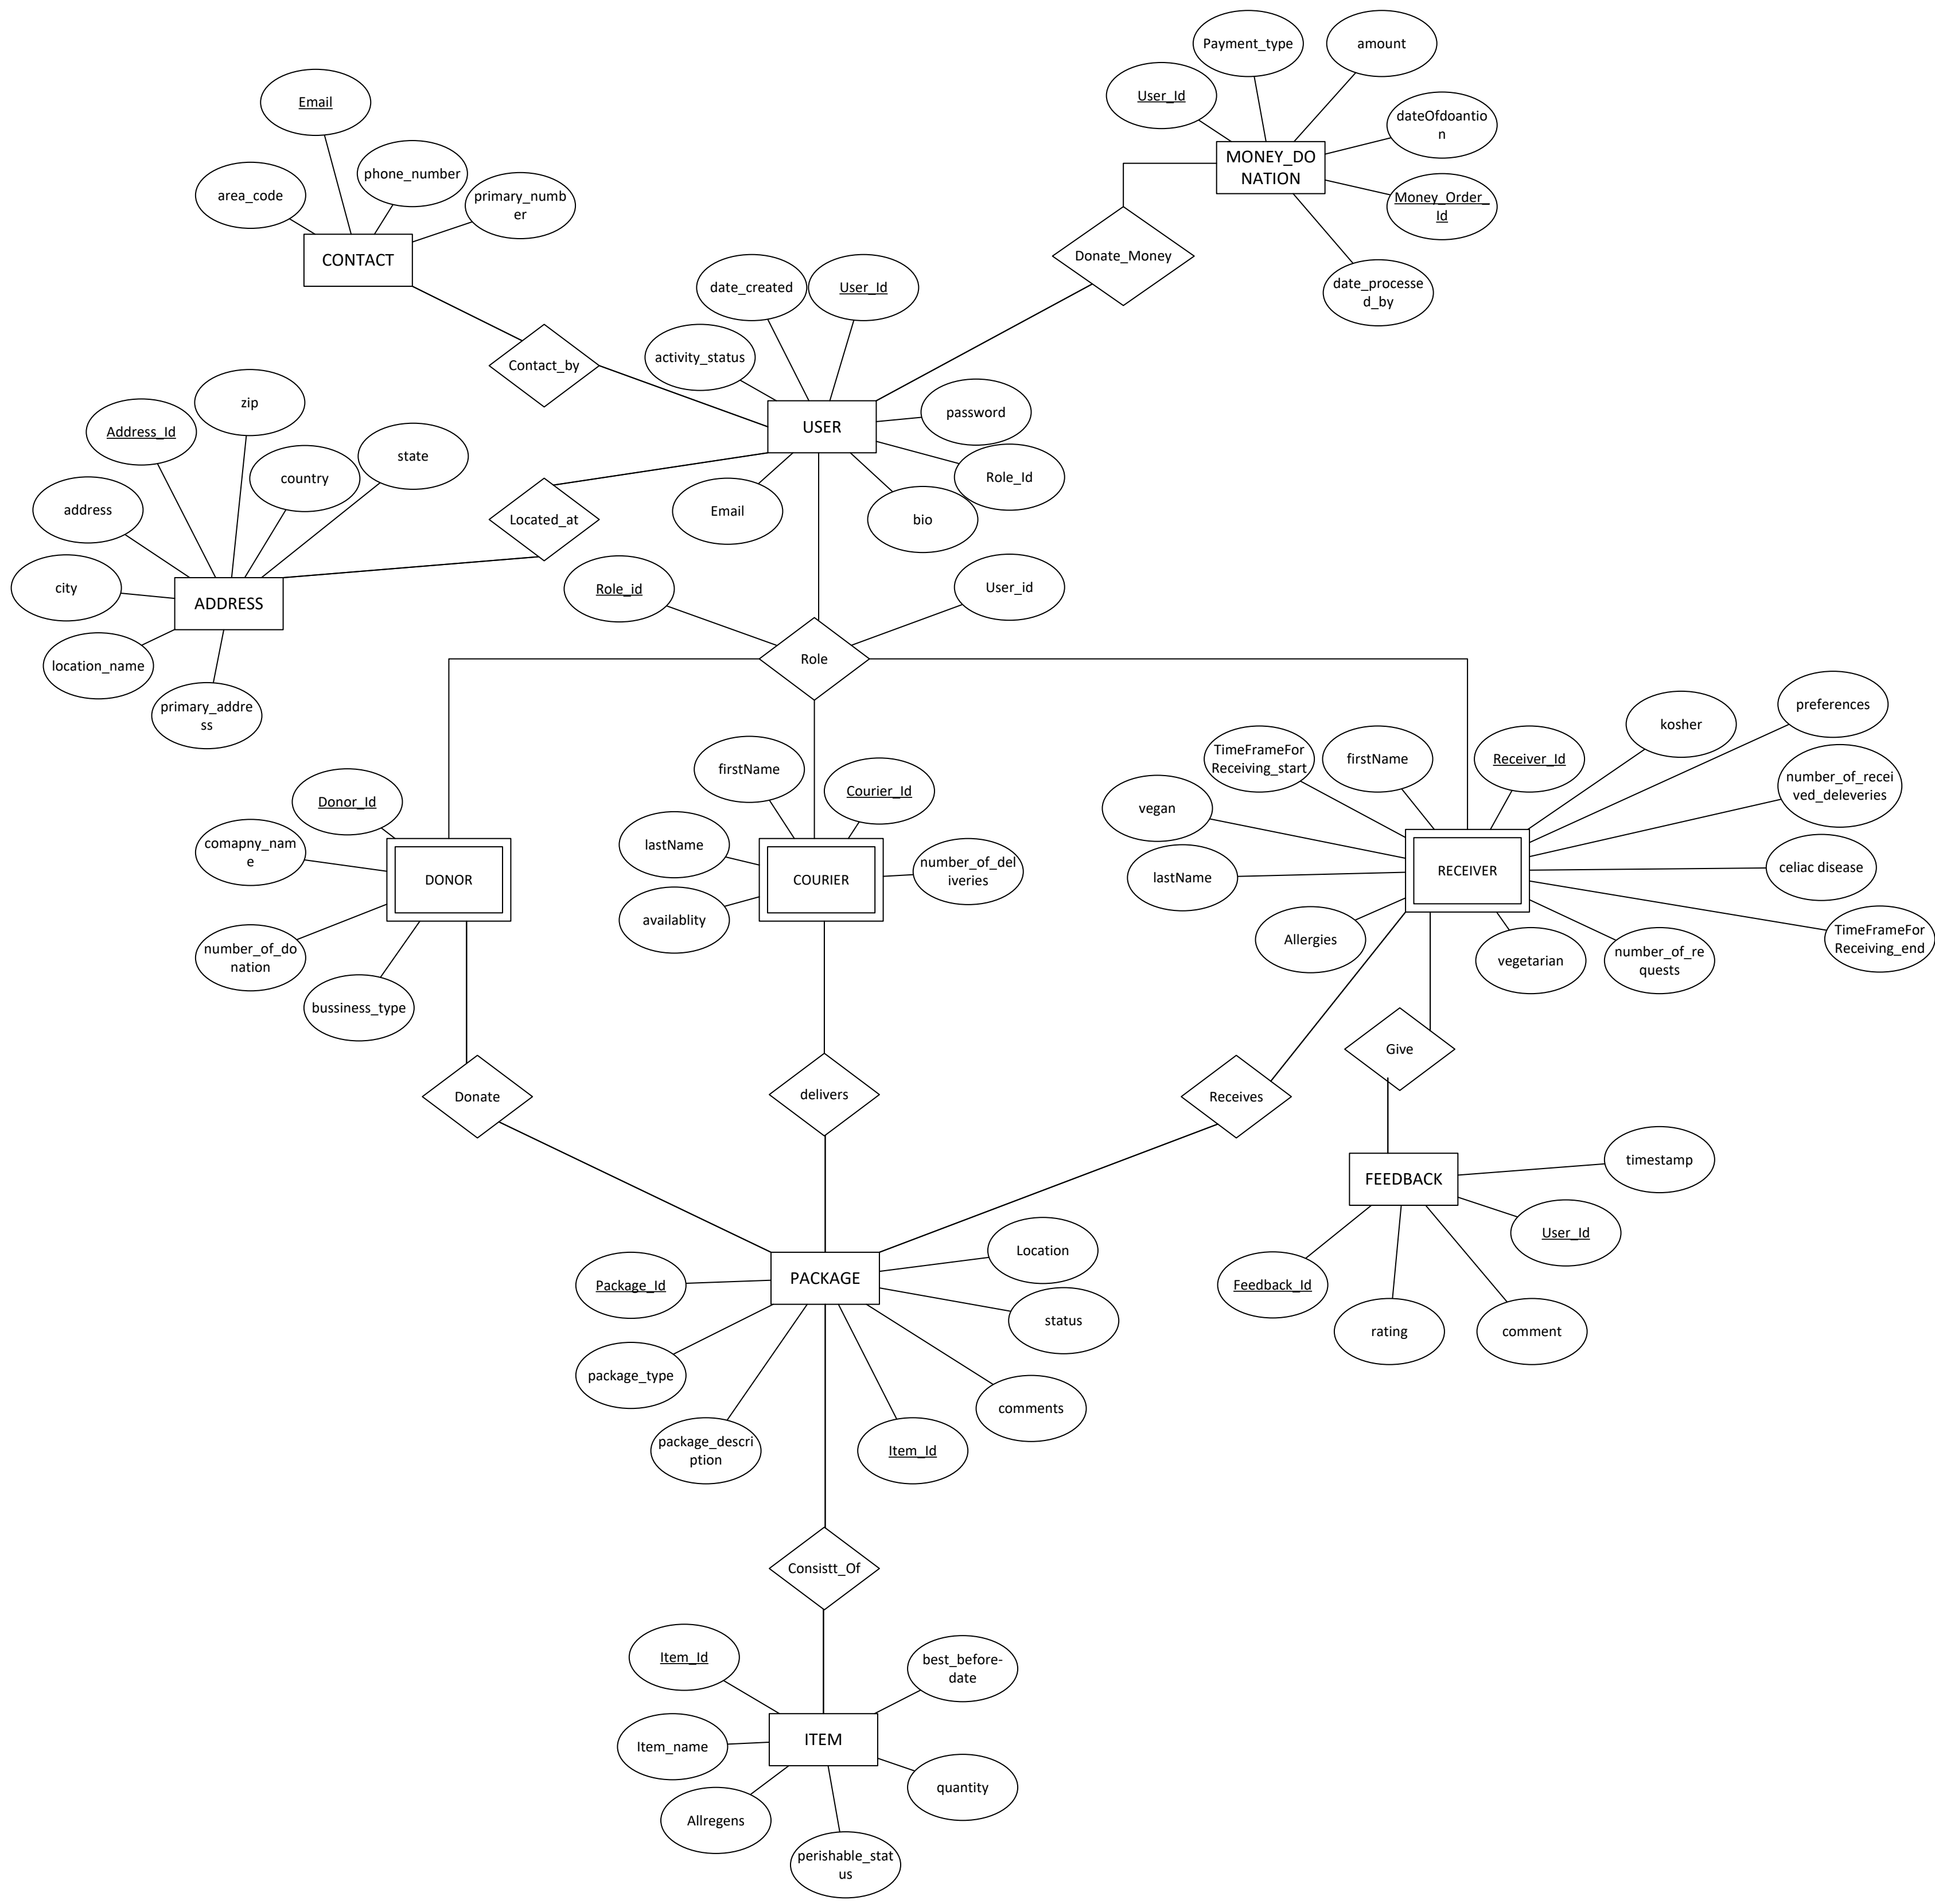 Payment_type
amount
User_Id
dateOfdoantio
n
MONEY_DO
NATION
Money_Order_
Id
date_processe
d_by
Donate_Money
Email
phone_number
area_code
primary_numb
er
CONTACT
Contact_by
date_created
User_Id
activity_status
password
USER
Role_Id
Email
bio
zip
Address_Id
state
country
address
Located_at
city
ADDRESS
location_name
primary_addre
ss
Role_id
User_id
Role
Donor_Id
comapny_nam
e
DONOR
number_of_do
nation
bussiness_type
firstName
Courier_Id
lastName
COURIER
number_of_del
iveries
availablity
TimeFrameFor
Receiving_start
firstName
Receiver_Id
kosher
preferences
vegan
number_of_recei
ved_deleveries
lastName
RECEIVER
celiac disease
Allergies
vegetarian
number_of_re
quests
TimeFrameFor
Receiving_end
Donate
delivers
Receives
Give
FEEDBACK
timestamp
User_Id
Feedback_Id
rating
comment
Package_Id
PACKAGE
Location
status
package_type
comments
package_descri
ption
Item_Id
Consistt_Of
Item_Id
best_before-
date
Item_name
ITEM
quantity
Allregens
perishable_stat
us